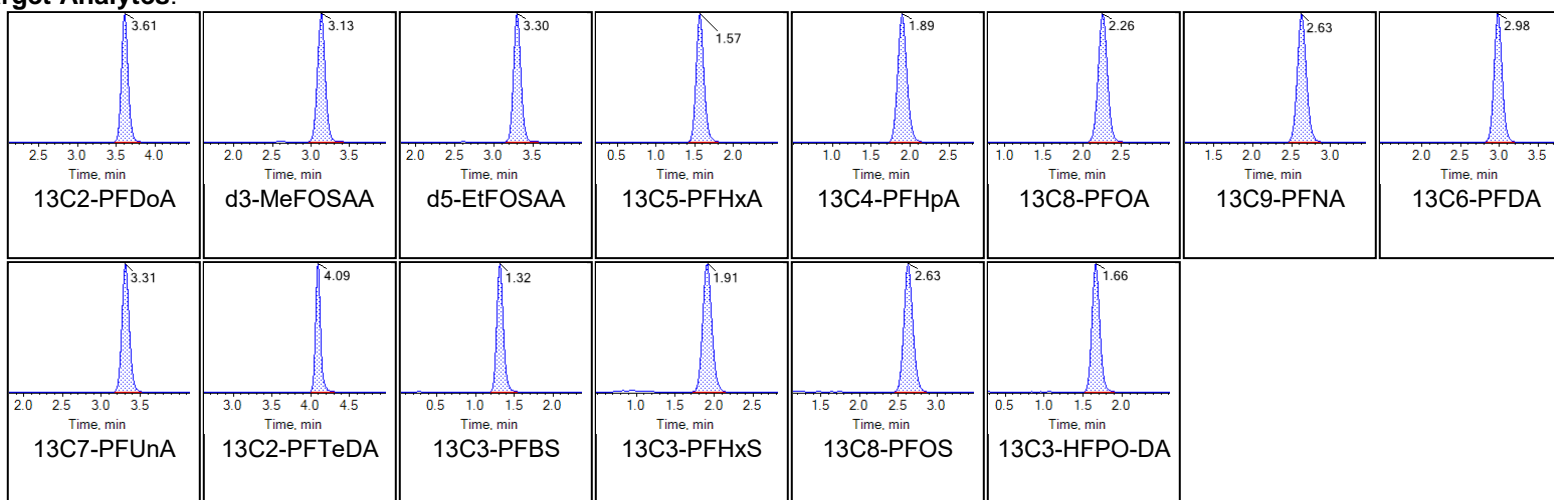 arget Analytes:
3.61 3.13 3.30 1.57 1.89 2.26 2.63 2.98
2.5 3.0 3.5 4.0 2.0 2.5 3.0 3.5 2.0 2.5 3.0 3.5 0.5 1.0 1.5 2.0 1.0 1.5 2.0 2.5 1.0 1.5 2.0 2.5 1.5 2.0 2.5 3.0 2.0 2.5 3.0 3.5
Time, min Time, min Time, min Time, min Time, min Time, min Time, min Time, min
13C2-PFDoA d3-MeFOSAA d5-EtFOSAA 13C5-PFHxA 13C4-PFHpA 13C8-PFOA 13C9-PFNA 13C6-PFDA
3.31 4.09 1.32 1.91 2.63 1.66
2.0 2.5 3.0 3.5 3.0 3.5 4.0 4.5 0.5 1.0 1.5 2.0 1.0 1.5 2.0 2.5 1.5 2.0 2.5 3.0 0.5 1.0 1.5 2.0
Time, min Time, min Time, min Time, min Time, min Time, min
13C7-PFUnA 13C2-PFTeDA 13C3-PFBS 13C3-PFHxS 13C8-PFOS 13C3-HFPO-DA